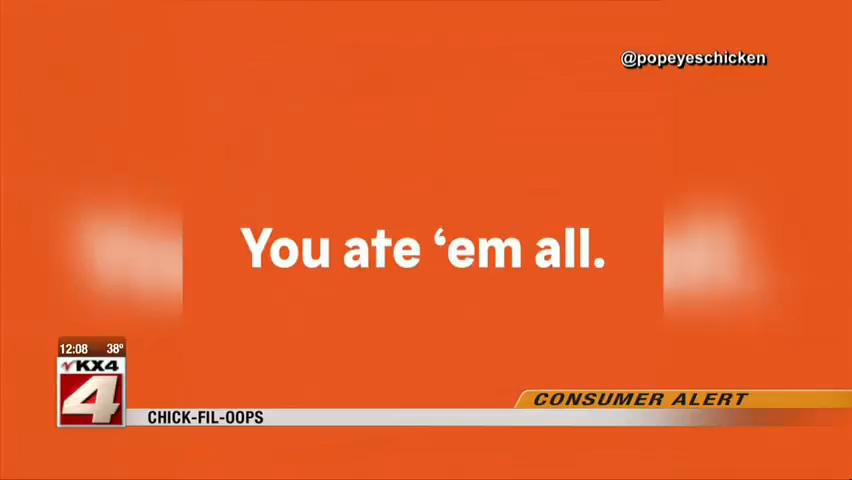 @popeyeschicken
You ate ‘em all.
12:08 38°
KX4
4
CONSUMER ALERT
CHICK-FIL-OOPS